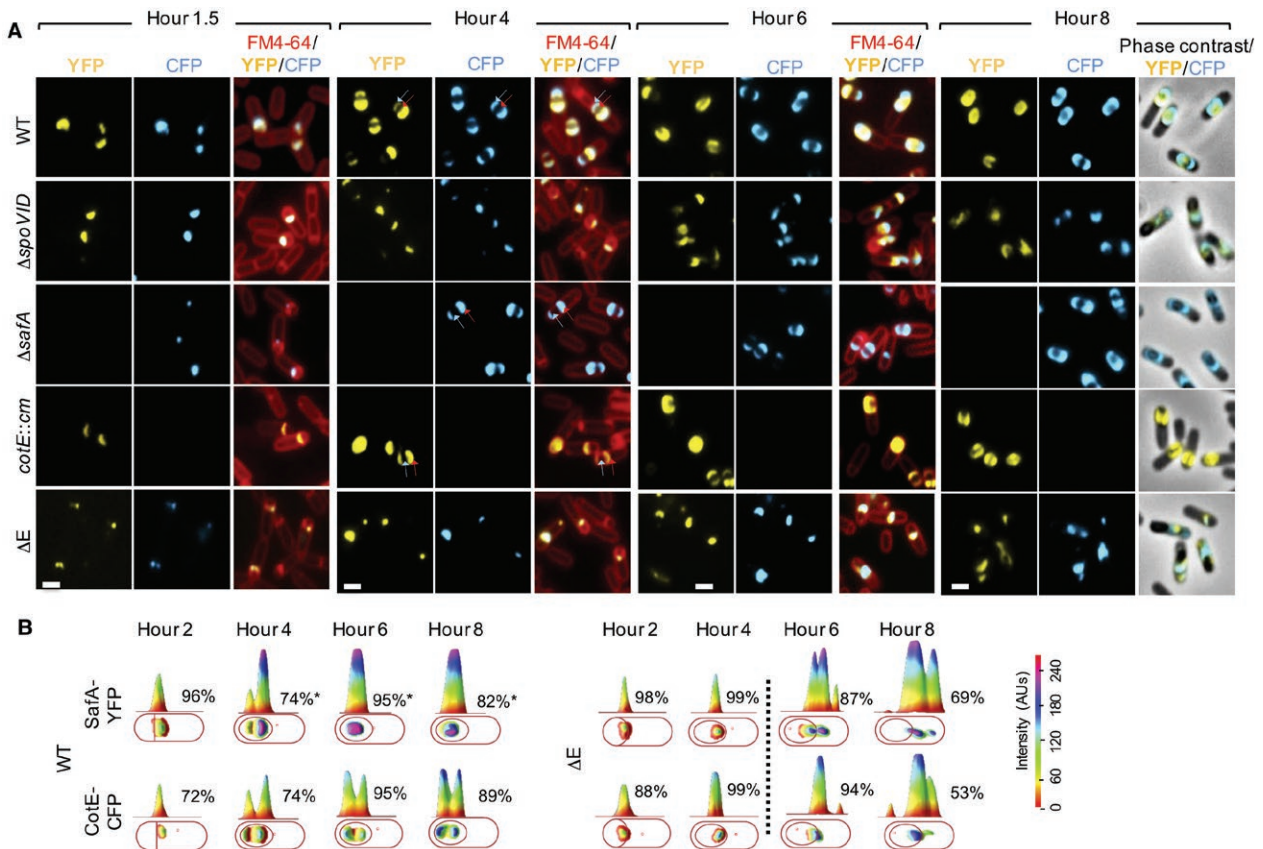 A
Hour 1.5 Hour 4 Hour 6 Hour 8
YFP CFP FM4-64/ YFP/CFP YFP CFP FM4-64/ YFP/CFP YFP CFP FM4-64/ YFP/CFP YFP CFP Phase contrast/ YFP/CFP
WT
ΔspoVID
ΔsafA
cotE::cm
ΔE
B
Hour 2 Hour 4 Hour 6 Hour 8 Hour 2 Hour 4 Hour 6 Hour 8
WT
SafA-YFP
96% 74%* 95%* 82%*
CotE-CFP
72% 74% 95% 89%
ΔE
98% 99% 87% 69%
88% 99% 94% 53%
Intensity (AUs)
240
180
120
60
0